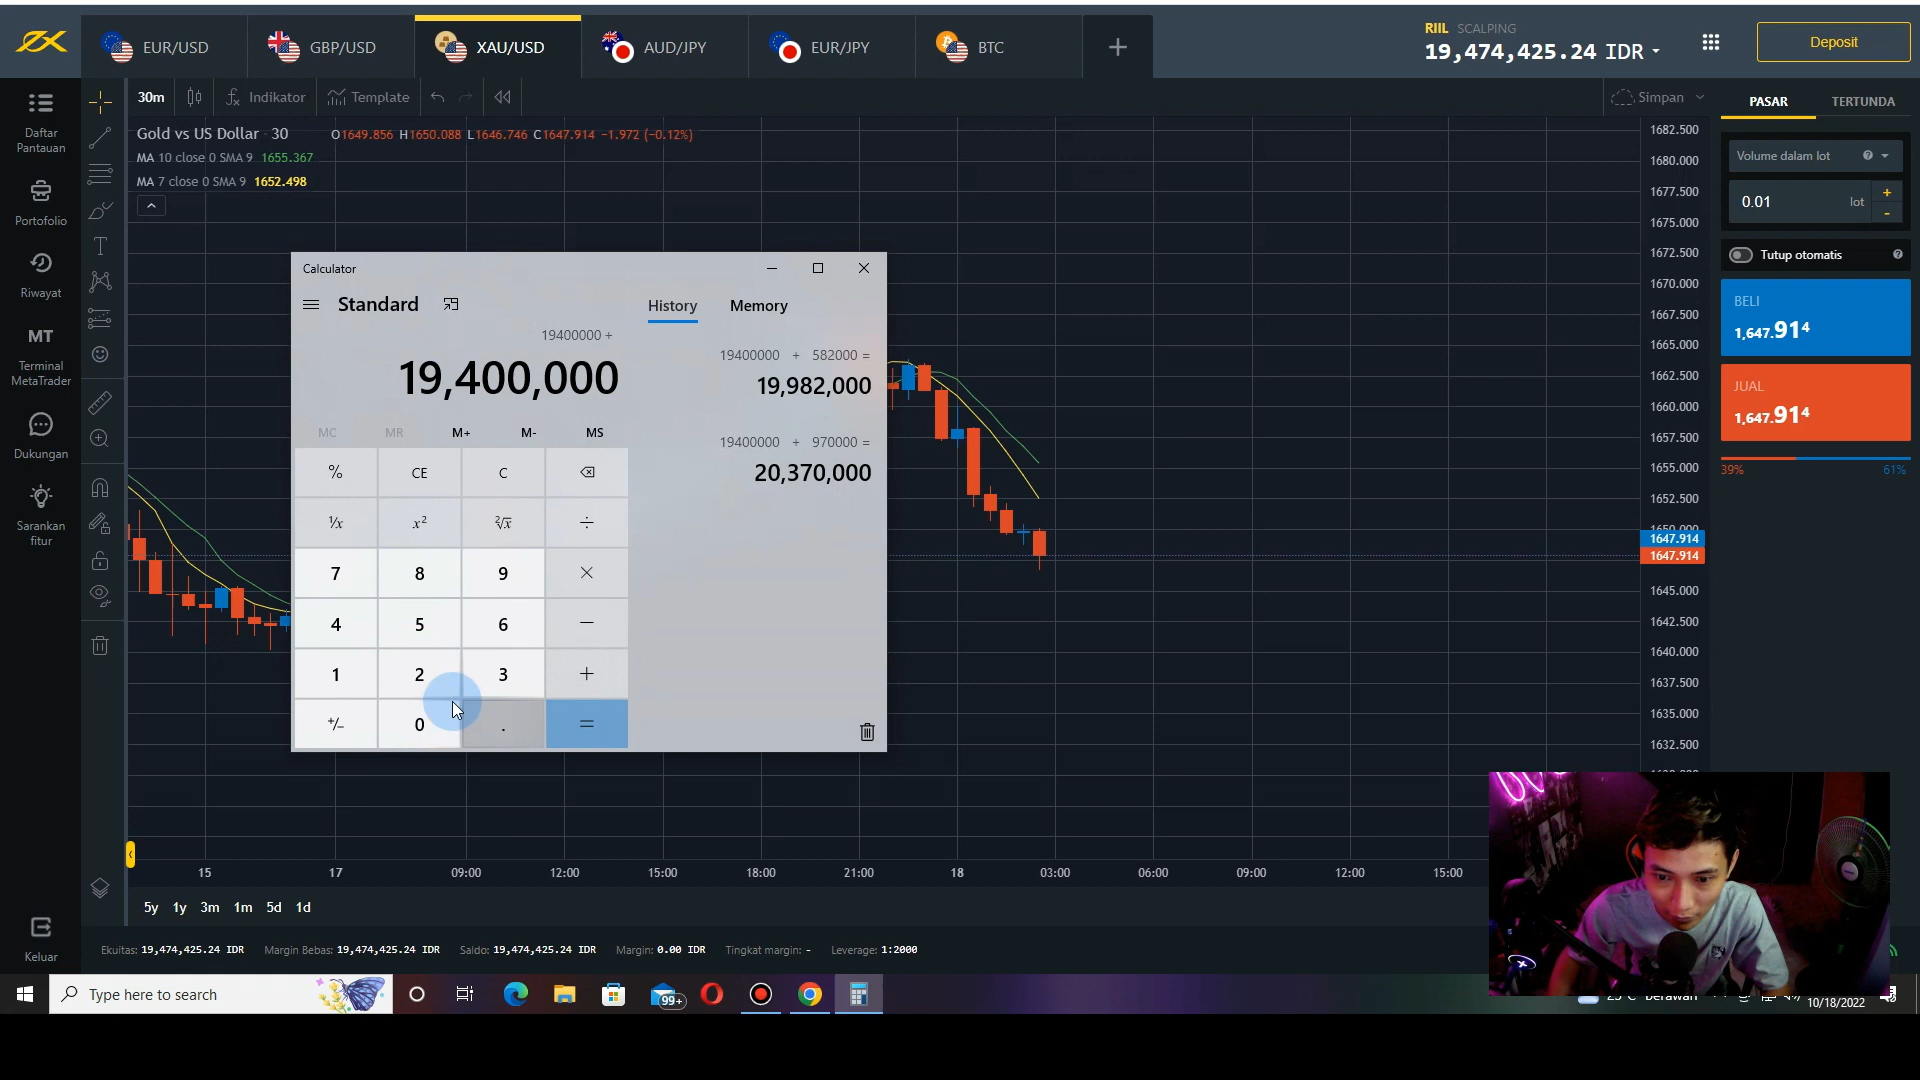 EUR/USD
GBP/USD
XAU/USD
AUD/JPY
EUR/JPY
BTC
RIIL SCALPING
19,474,425.24 IDR
Deposit
Daftar
Pantauan
Portofolio
Riwayat
MT
Terminal
MetaTrader
Dukungan
Sarankan
fitur
Keluar
30m
Indikator
Template
Simpan
Gold vs US Dollar 30
O1649.856 H1650.088 L1646.746 C1647.914 −1.972 (−0.12%)
MA 10 close 0 SMA 9 1655.367
MA 7 close 0 SMA 9 1652.498
Calculator
Standard
19400000 +
19,400,000
MC MR M+ M- MS
% CE C
¹/x x² ²√x ÷
7 8 9 ×
4 5 6 −
1 2 3 +
+/− 0 . =
History Memory
19400000 + 582000 =
19,982,000
19400000 + 970000 =
20,370,000
1682.500
1680.000
1677.500
1675.000
1672.500
1670.000
1667.500
1665.000
1662.500
1660.000
1657.500
1655.000
1652.500
1650.000
1647.914
1647.914
1645.000
1642.500
1640.000
1637.500
1635.000
1632.500
PASAR TERTUNDA
Volume dalam lot
0.01 lot
+
-
Tutup otomatis
BELI
1,647.914
JUAL
1,647.914
39% 61%
15 17 09:00 12:00 15:00 18:00 21:00 18 03:00 06:00 09:00 12:00 15:00
5y 1y 3m 1m 5d 1d
Ekuitas: 19,474,425.24 IDR Margin Bebas: 19,474,425.24 IDR Saldo: 19,474,425.24 IDR Margin: 0.00 IDR Tingkat margin: - Leverage: 1:2000
Type here to search
99+
10/18/2022